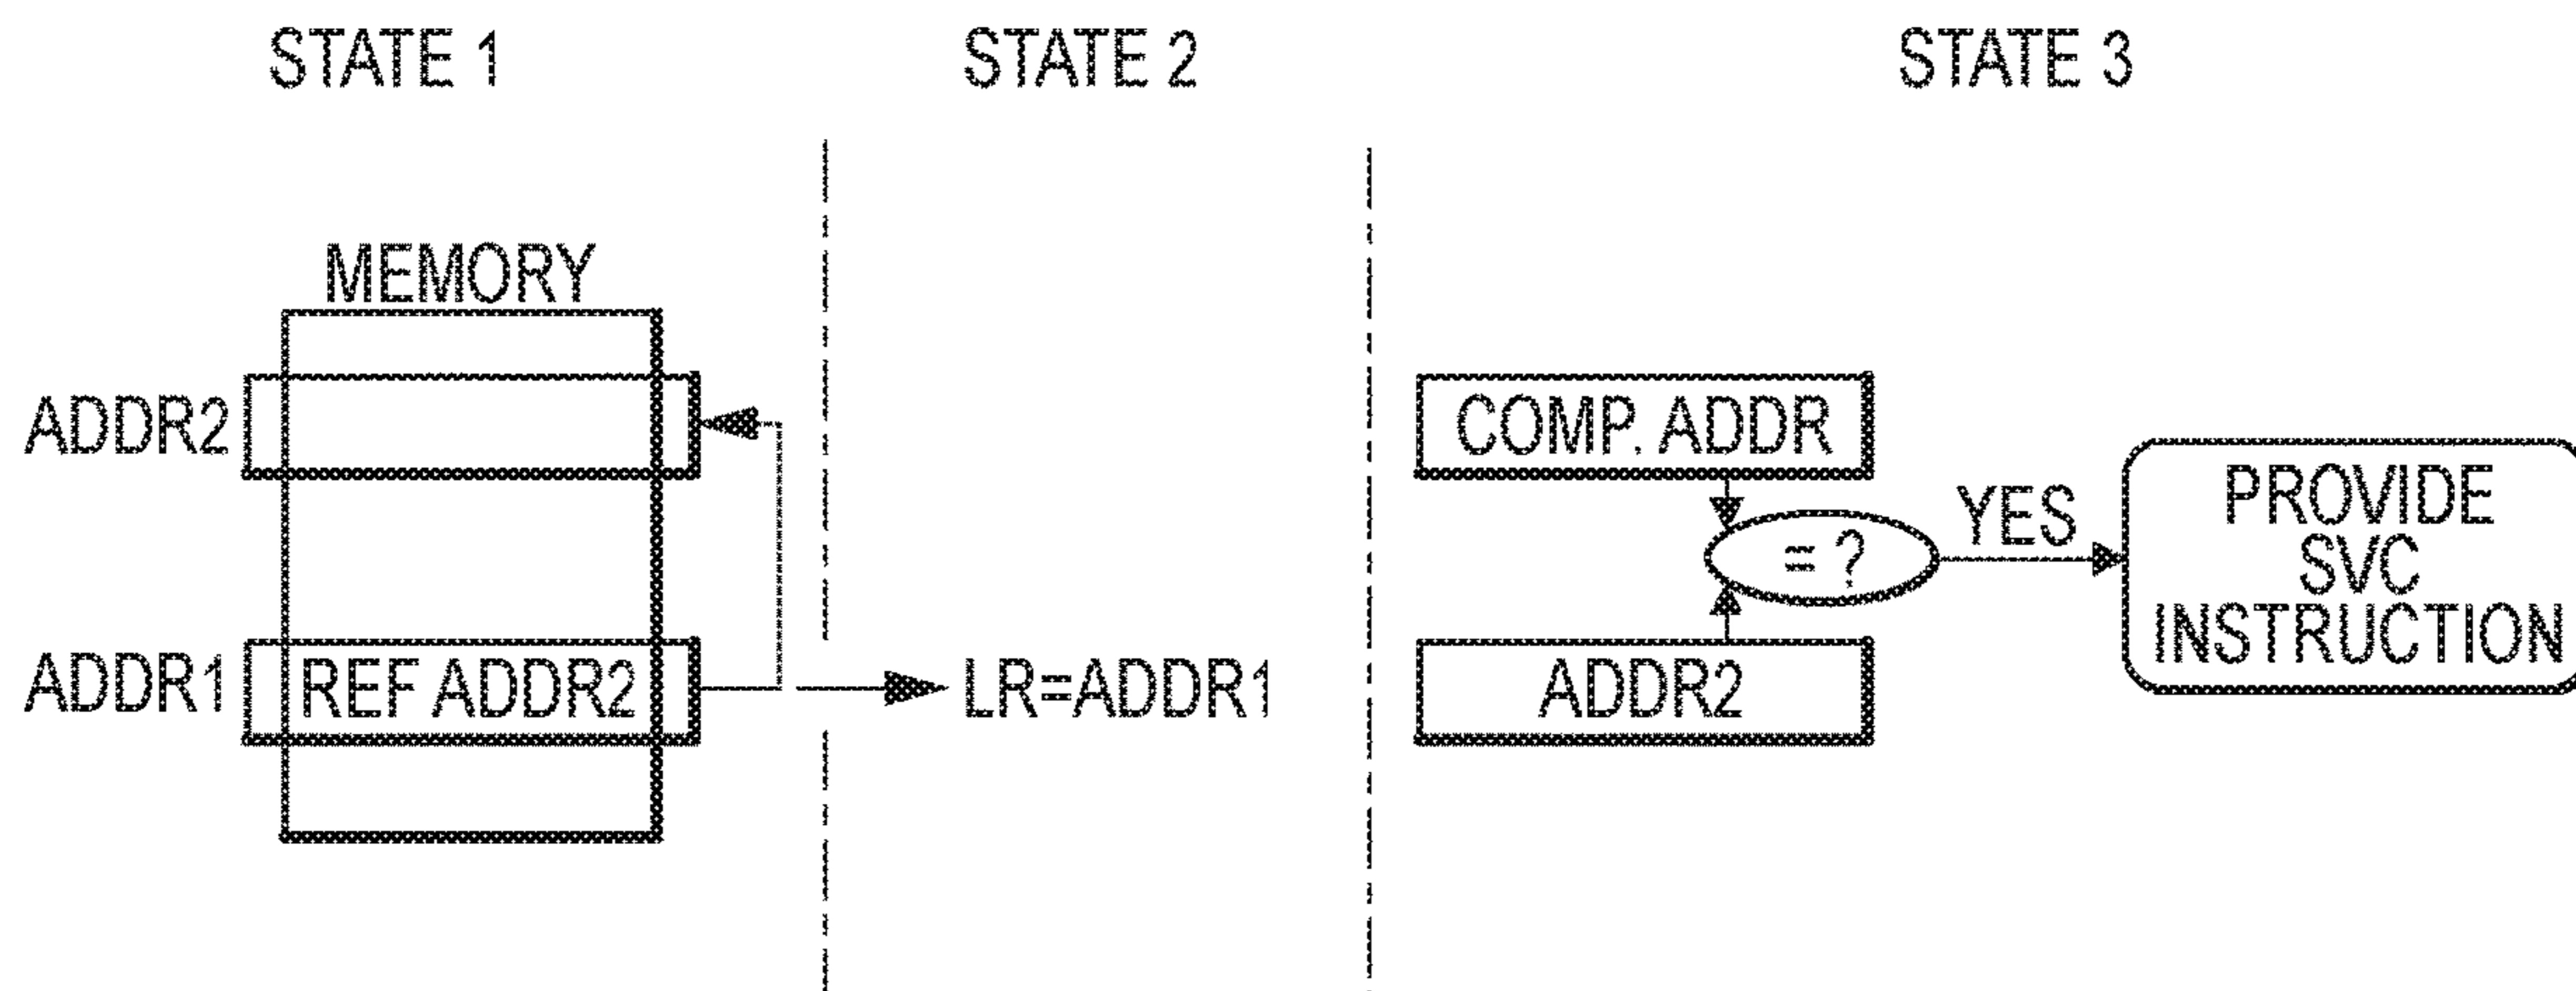 STATE 1
STATE 2
STATE 3
MEMORY
ADDR2
ADDR1
REF ADDR2
LR=ADDR1
COMP. ADDR
= ?
ADDR2
YES
PROVIDE
SVC
INSTRUCTION